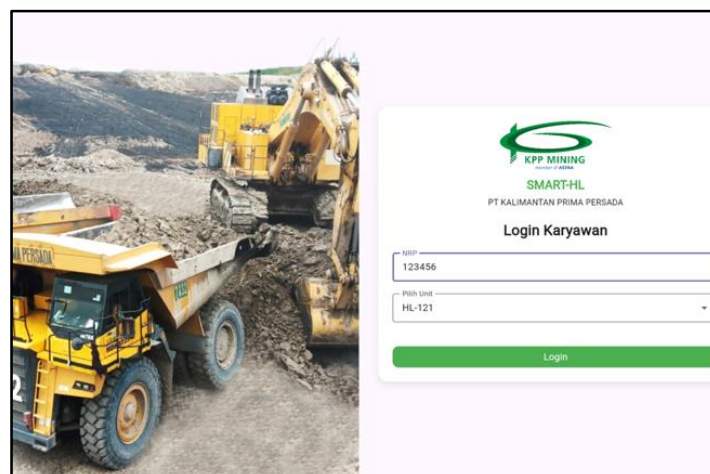 KPP MINING
member of ASTRA
SMART-HL
PT KALIMANTAN PRIMA PERSADA
Login Karyawan
NRP
123456
Pilih Unit
HL-121
Login
MA PERSADA
2